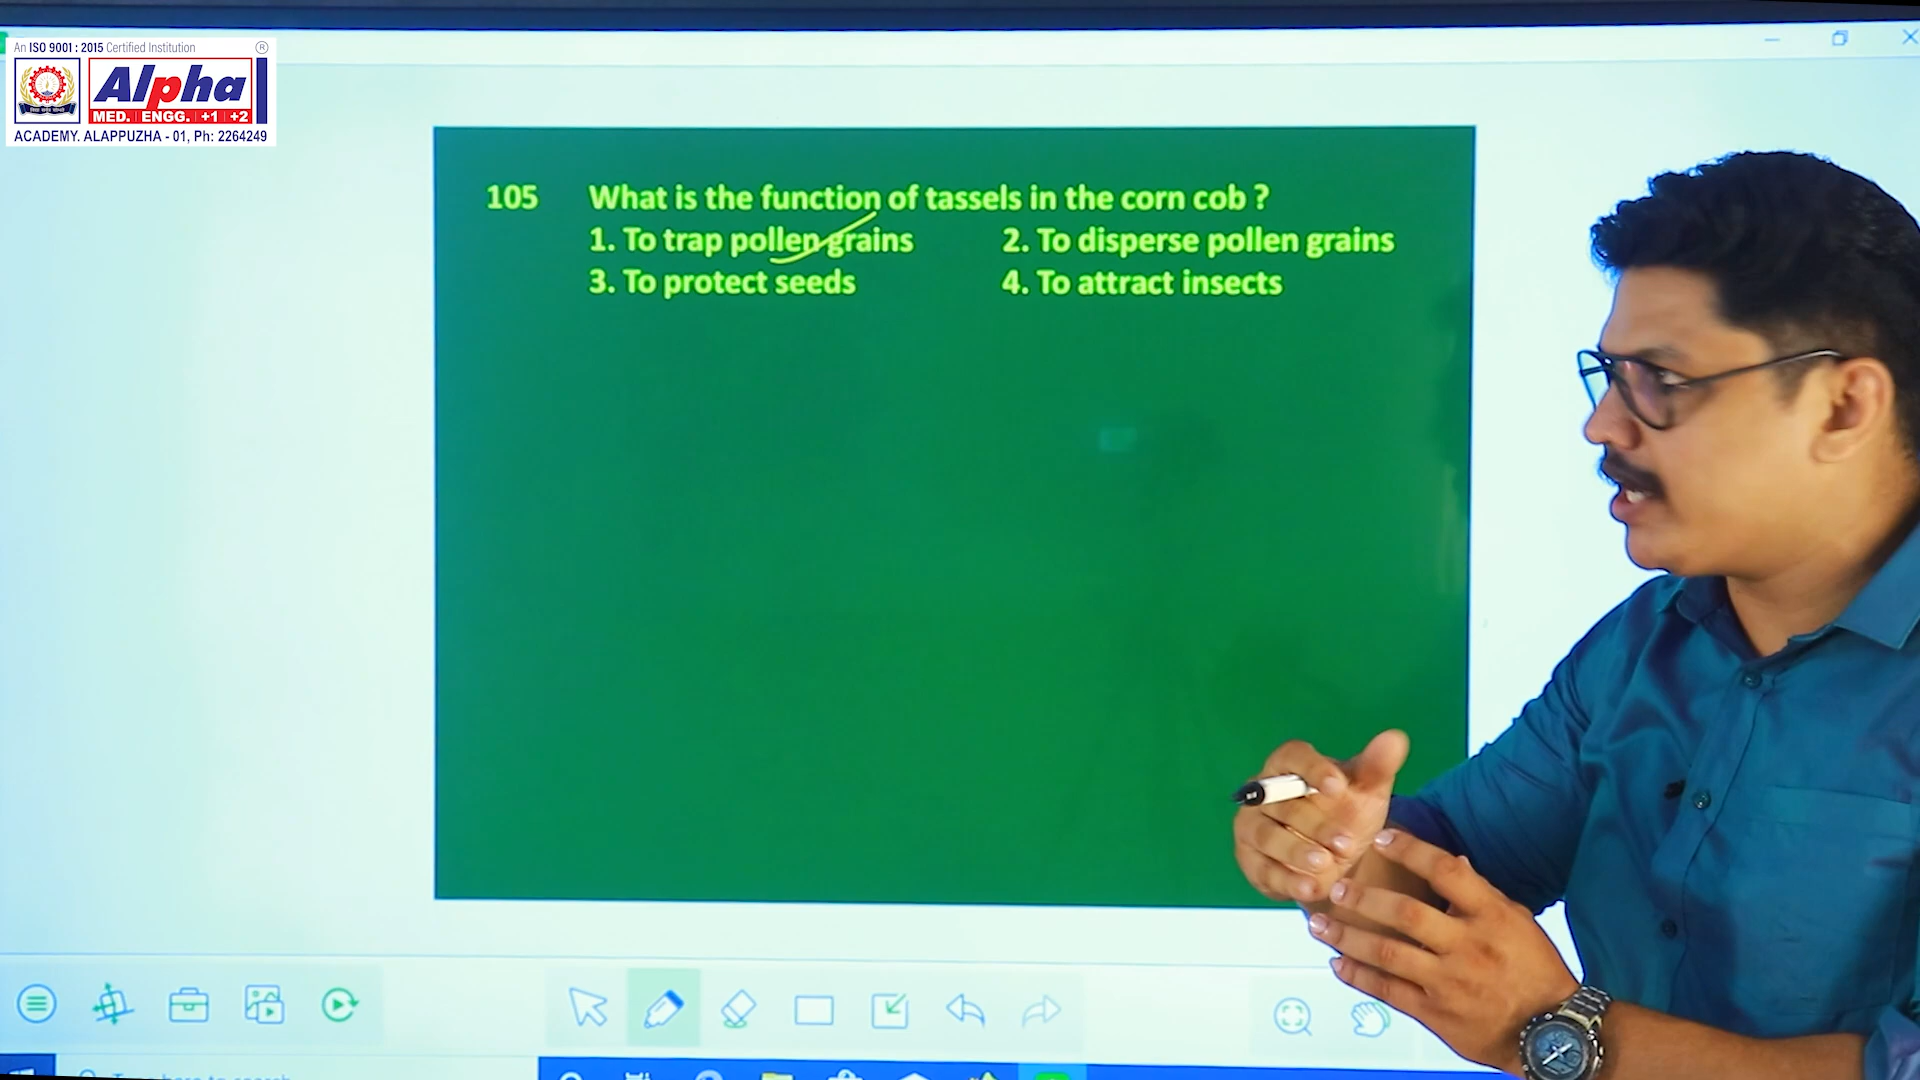 An ISO 9001 : 2015 Certified Institution ®
Alpha
MED. ENGG. +1 +2
ACADEMY. ALAPPUZHA - 01, Ph: 2264249
105 What is the function of tassels in the corn cob ?
1. To trap pollen grains 2. To disperse pollen grains
3. To protect seeds 4. To attract insects